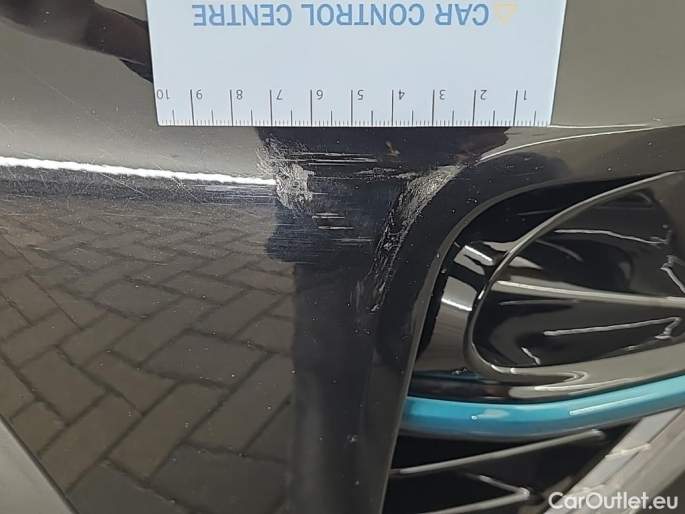 CAR CONTROL CENTRE
10 9 8 7 6 5 4 3 2 1
CarOutlet.eu